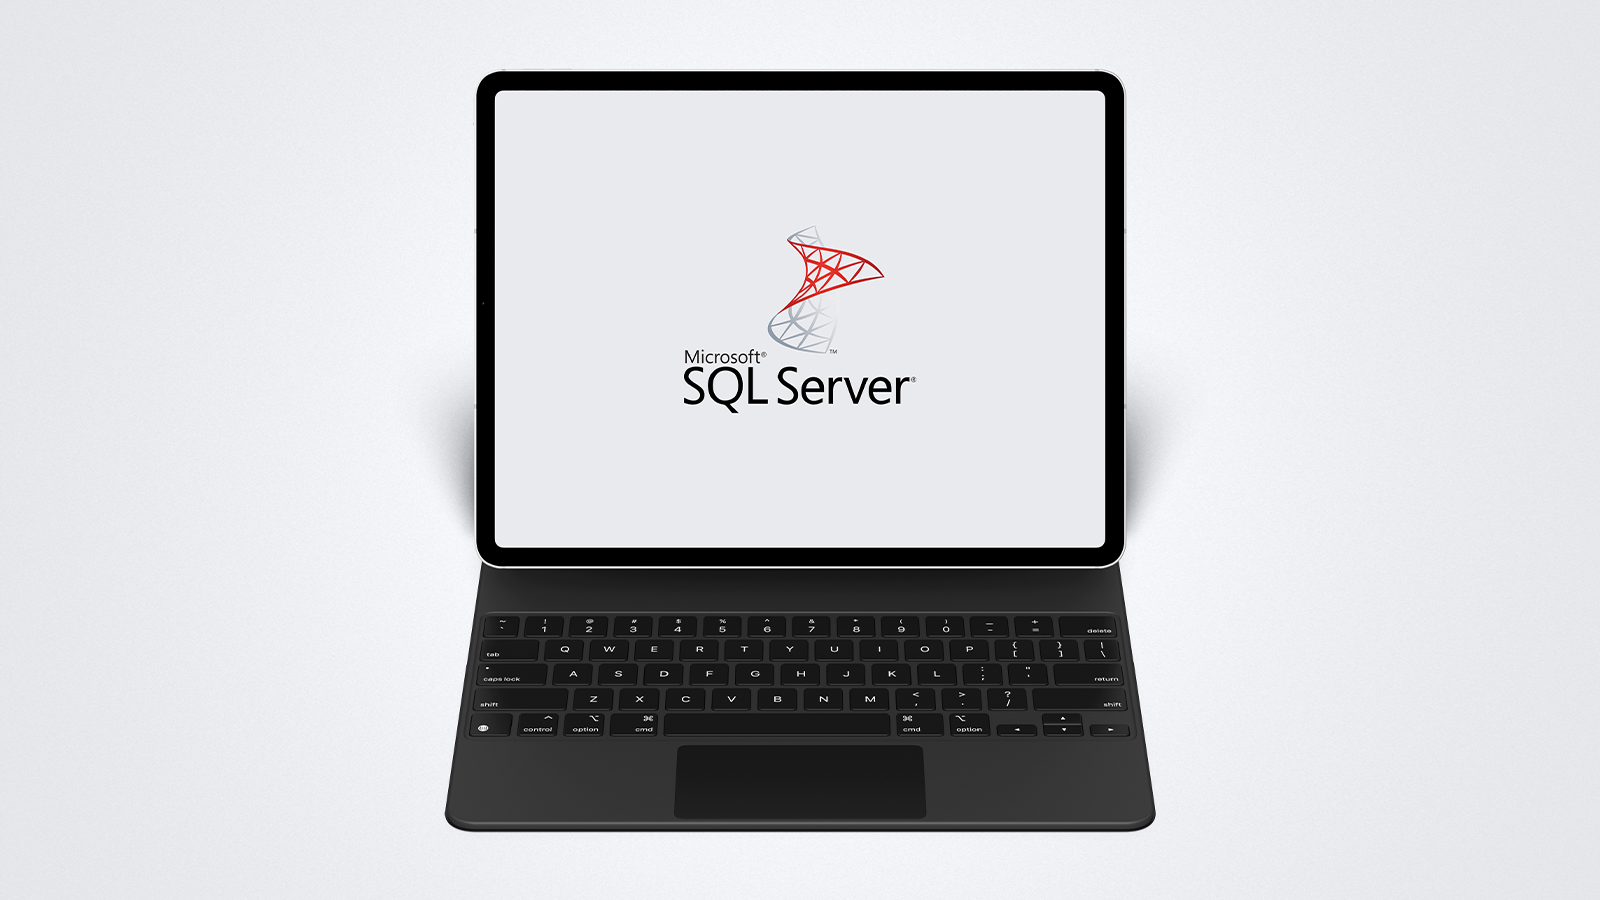 Microsoft®
SQL Server®
™
~ ! @ # $ % ^ & * ( ) — +
` 1 2 3 4 5 6 7 8 9 0 - = delete
tab Q W E R T Y U I O P { [ } ] | \
caps lock A S D F G H J K L : ; " ' return
shift Z X C V B N M < , > . ? / shift
control option cmd cmd option